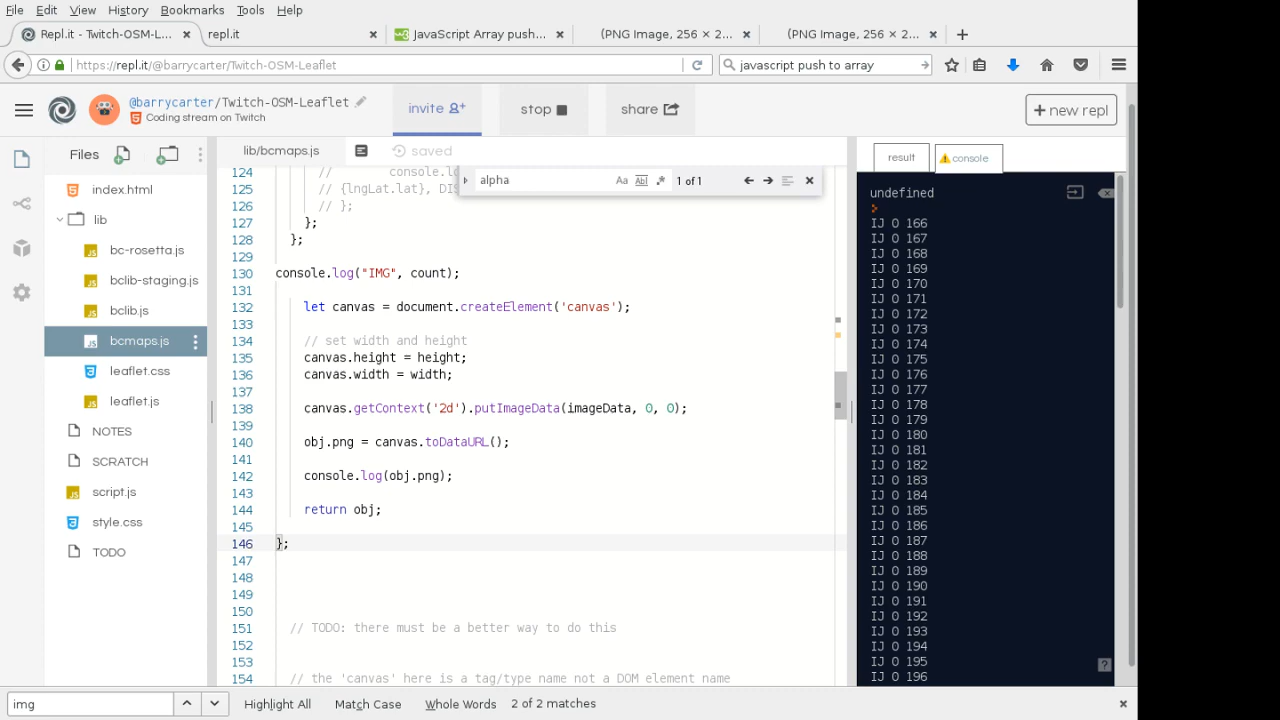 File Edit View History Bookmarks Tools Help
Repl.it - Twitch-OSM-L... × repl.it × JavaScript Array push... × (PNG Image, 256 × 2... × (PNG Image, 256 × 2... × +
https://repl.it/@barrycarter/Twitch-OSM-Leaflet
javascript push to array
@barrycarter/Twitch-OSM-Leaflet
Coding stream on Twitch
invite
stop
share
+ new repl
Files
index.html
lib
bc-rosetta.js
bclib-staging.js
bclib.js
bcmaps.js
leaflet.css
leaflet.js
NOTES
SCRATCH
script.js
style.css
TODO
lib/bcmaps.js
saved
alpha
Aa Abl .* 1 of 1
124 // console.lo
125 // {lngLat.lat}, DIS
126 // };
127 };
128 };
129
130 console.log("IMG", count);
131
132 let canvas = document.createElement('canvas');
133
134 // set width and height
135 canvas.height = height;
136 canvas.width = width;
137
138 canvas.getContext('2d').putImageData(imageData, 0, 0);
139
140 obj.png = canvas.toDataURL();
141
142 console.log(obj.png);
143
144 return obj;
145
146 };
147
148
149
150
151 // TODO: there must be a better way to do this
152
153
154 // the 'canvas' here is a tag/type name not a DOM element name
result
console
undefined
>
IJ 0 166
IJ 0 167
IJ 0 168
IJ 0 169
IJ 0 170
IJ 0 171
IJ 0 172
IJ 0 173
IJ 0 174
IJ 0 175
IJ 0 176
IJ 0 177
IJ 0 178
IJ 0 179
IJ 0 180
IJ 0 181
IJ 0 182
IJ 0 183
IJ 0 184
IJ 0 185
IJ 0 186
IJ 0 187
IJ 0 188
IJ 0 189
IJ 0 190
IJ 0 191
IJ 0 192
IJ 0 193
IJ 0 194
IJ 0 195
IJ 0 196
?
img
Highlight All Match Case Whole Words 2 of 2 matches